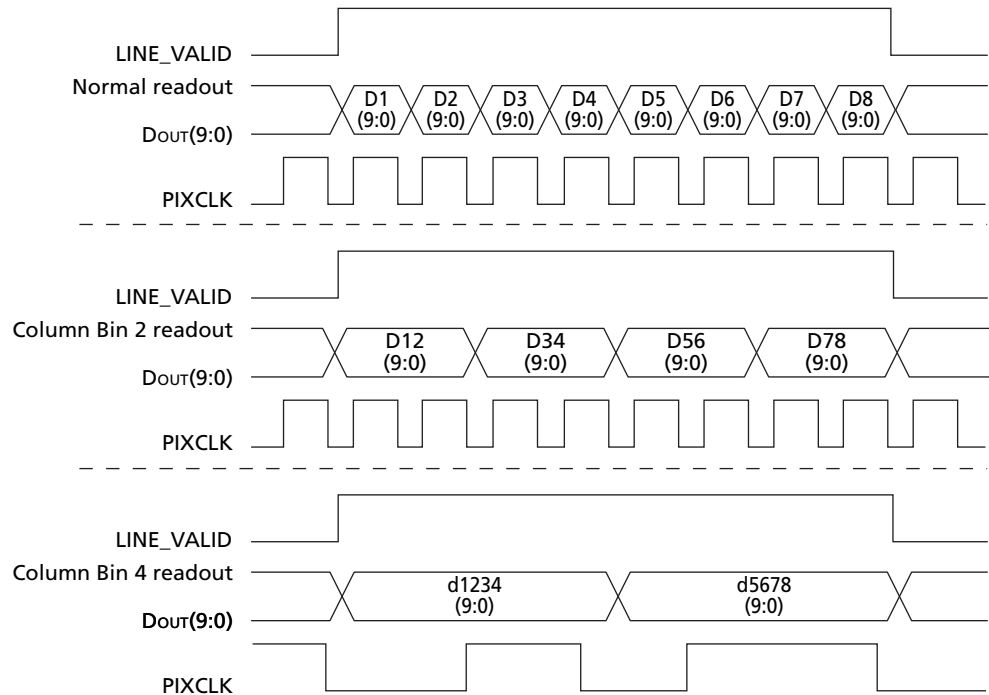 LINE_VALID
Normal readout
D1 D2 D3 D4 D5 D6 D7 D8
(9:0) (9:0) (9:0) (9:0) (9:0) (9:0) (9:0) (9:0)
DOUT(9:0)
PIXCLK
LINE_VALID
Column Bin 2 readout
D12 D34 D56 D78
(9:0) (9:0) (9:0) (9:0)
DOUT(9:0)
PIXCLK
LINE_VALID
Column Bin 4 readout
d1234 d5678
(9:0) (9:0)
DOUT(9:0)
PIXCLK